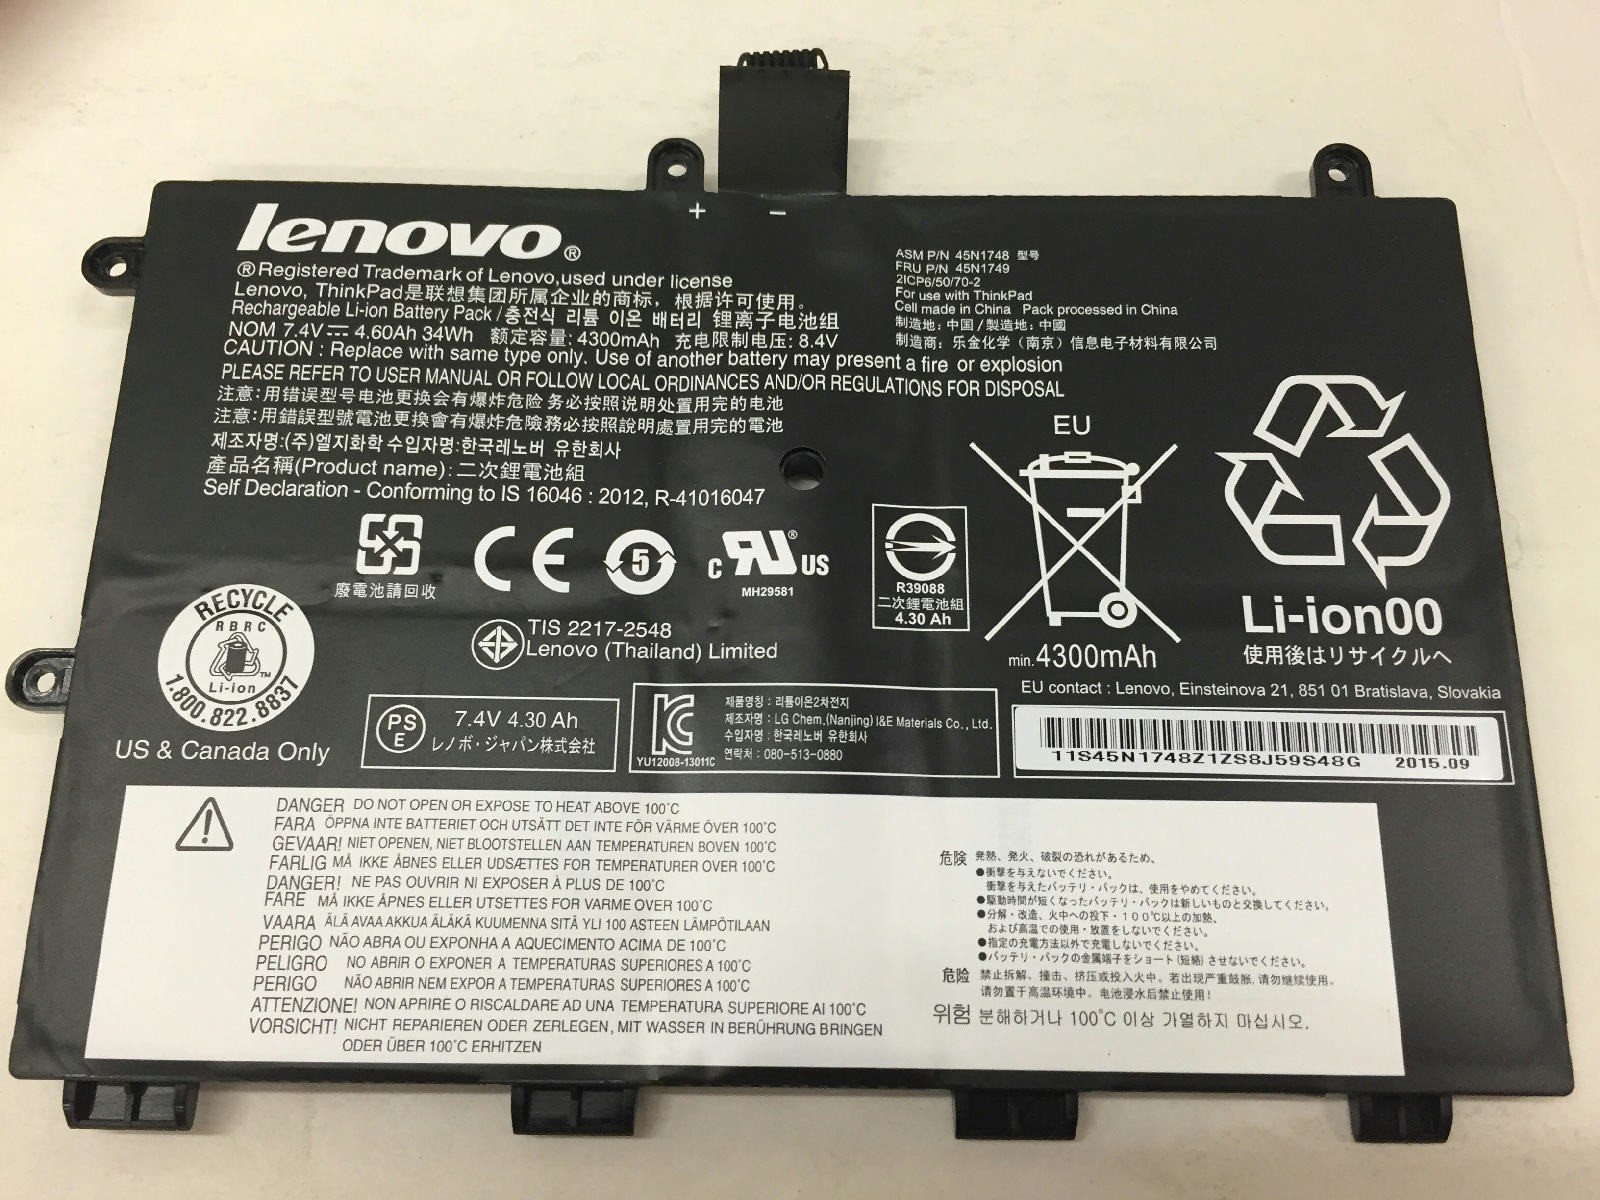 + −
lenovo®
®Registered Trademark of Lenovo,used under license
Lenovo, ThinkPad是联想集团所属企业的商标，根据许可使用。
Rechargeable Li-ion Battery Pack / 충전식 리튬 이온 배터리 锂离子电池组
NOM 7.4V⎓ 4.60Ah 34Wh 额定容量: 4300mAh 充电限制电压: 8.4V
CAUTION : Replace with same type only. Use of another battery may present a fire or explosion
PLEASE REFER TO USER MANUAL OR FOLLOW LOCAL ORDINANCES AND/OR REGULATIONS FOR DISPOSAL
注意：用错误型号电池更换会有爆炸危险 务必按照说明处置用完的电池
注意：用錯誤型號電池更換會有爆炸危險務必按照說明處置用完的電池
제조자명:(주)엘지화학 수입자명:한국레노버 유한회사
產品名稱(Product name): 二次鋰電池組
Self Declaration - Conforming to IS 16046 : 2012, R-41016047
ASM P/N 45N1748 型号
FRU P/N 45N1749
2ICP6/50/70-2
For use with ThinkPad
Cell made in China Pack processed in China
制造地: 中国 / 製造地: 中國
制造商: 乐金化学（南京）信息电子材料有限公司
廢電池請回收
CE
5
c RU® US
MH29581
R39088
二次鋰電池組
4.30 Ah
EU
min. 4300mAh
Li-ion00
使用後はリサイクルへ
RECYCLE
RBRC
Li-ion
TM
1.800.822.8837
US & Canada Only
TIS 2217-2548
Lenovo (Thailand) Limited
PS
E
7.4V 4.30 Ah
レノボ・ジャパン株式会社
KC
YU12008-13011C
제품명칭 : 리튬이온2차전지
제조자명 : LG Chem.(Nanjing) I&E Materials Co., Ltd.
수입자명 : 한국레노버 유한회사
연락처 : 080-513-0880
EU contact : Lenovo, Einsteinova 21, 851 01 Bratislava, Slovakia
11S45N1748Z1ZS8J59S48G 2015.09
DANGER DO NOT OPEN OR EXPOSE TO HEAT ABOVE 100°C
FARA ÖPPNA INTE BATTERIET OCH UTSÄTT DET INTE FÖR VÄRME ÖVER 100°C
GEVAAR! NIET OPENEN, NIET BLOOTSTELLEN AAN TEMPERATUREN BOVEN 100°C
FARLIG MÅ IKKE ÅBNES ELLER UDSÆTTES FOR TEMPERATURER OVER 100°C
DANGER! NE PAS OUVRIR NI EXPOSER À PLUS DE 100°C
FARE MÅ IKKE ÅPNES ELLER UTSETTES FOR VARME OVER 100°C
VAARA ÄLÄ AVAA AKKUA ÄLÄKÄ KUUMENNA SITÄ YLI 100 ASTEEN LÄMPÖTILAAN
PERIGO NÃO ABRA OU EXPONHA A AQUECIMENTO ACIMA DE 100°C
PELIGRO NO ABRIR O EXPONER A TEMPERATURAS SUPERIORES A 100°C
PERIGO NÃO ABRIR NEM EXPOR A TEMPERATURAS SUPERIORES A 100°C
ATTENZIONE! NON APRIRE O RISCALDARE AD UNA TEMPERATURA SUPERIORE AI 100°C
VORSICHT! NICHT REPARIEREN ODER ZERLEGEN, MIT WASSER IN BERÜHRUNG BRINGEN
ODER ÜBER 100°C ERHITZEN
危険 発熱、発火、破裂の恐れがあるため、
●衝撃を与えないでください。
衝撃を与えたバッテリ・パックは、使用をやめてください。
●駆動時間が短くなったバッテリ・パックは新しいものと交換してください。
●分解・改造、火中への投下・１００℃以上の加熱、
および高温での使用・放置をしないでください。
●指定の充電方法以外で充電しないでください。
●バッテリ・パックの金属端子をショート（短絡）させないでください。
危险 禁止拆解、撞击、挤压或投入火中。若出现严重鼓胀,请勿继续使用。
请勿置于高温环境中。电池浸水后禁止使用！
위험 분해하거나 100°C 이상 가열하지 마십시오.